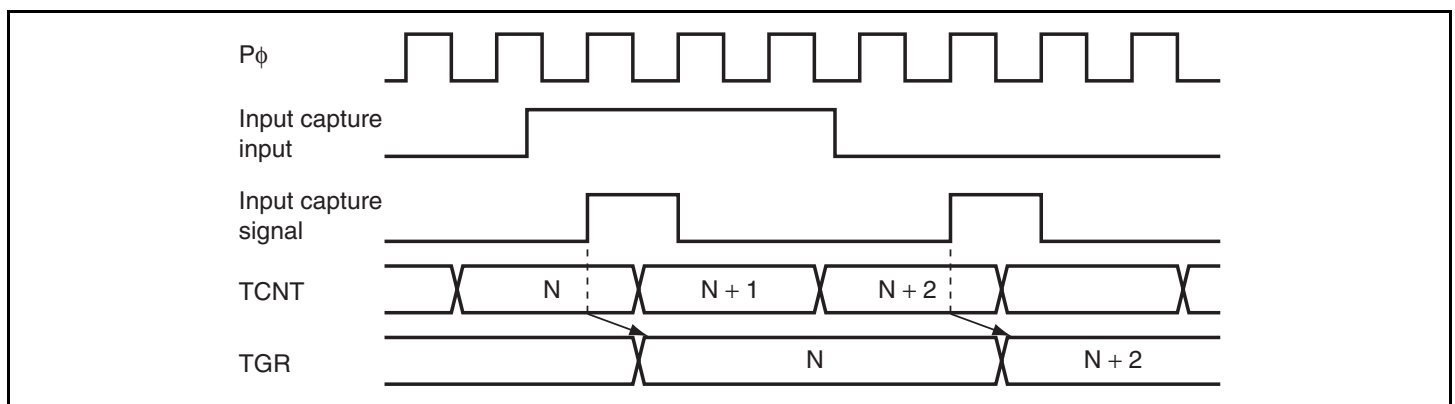 Pϕ
Input capture
input
Input capture
signal
TCNT N N + 1 N + 2
TGR N N + 2